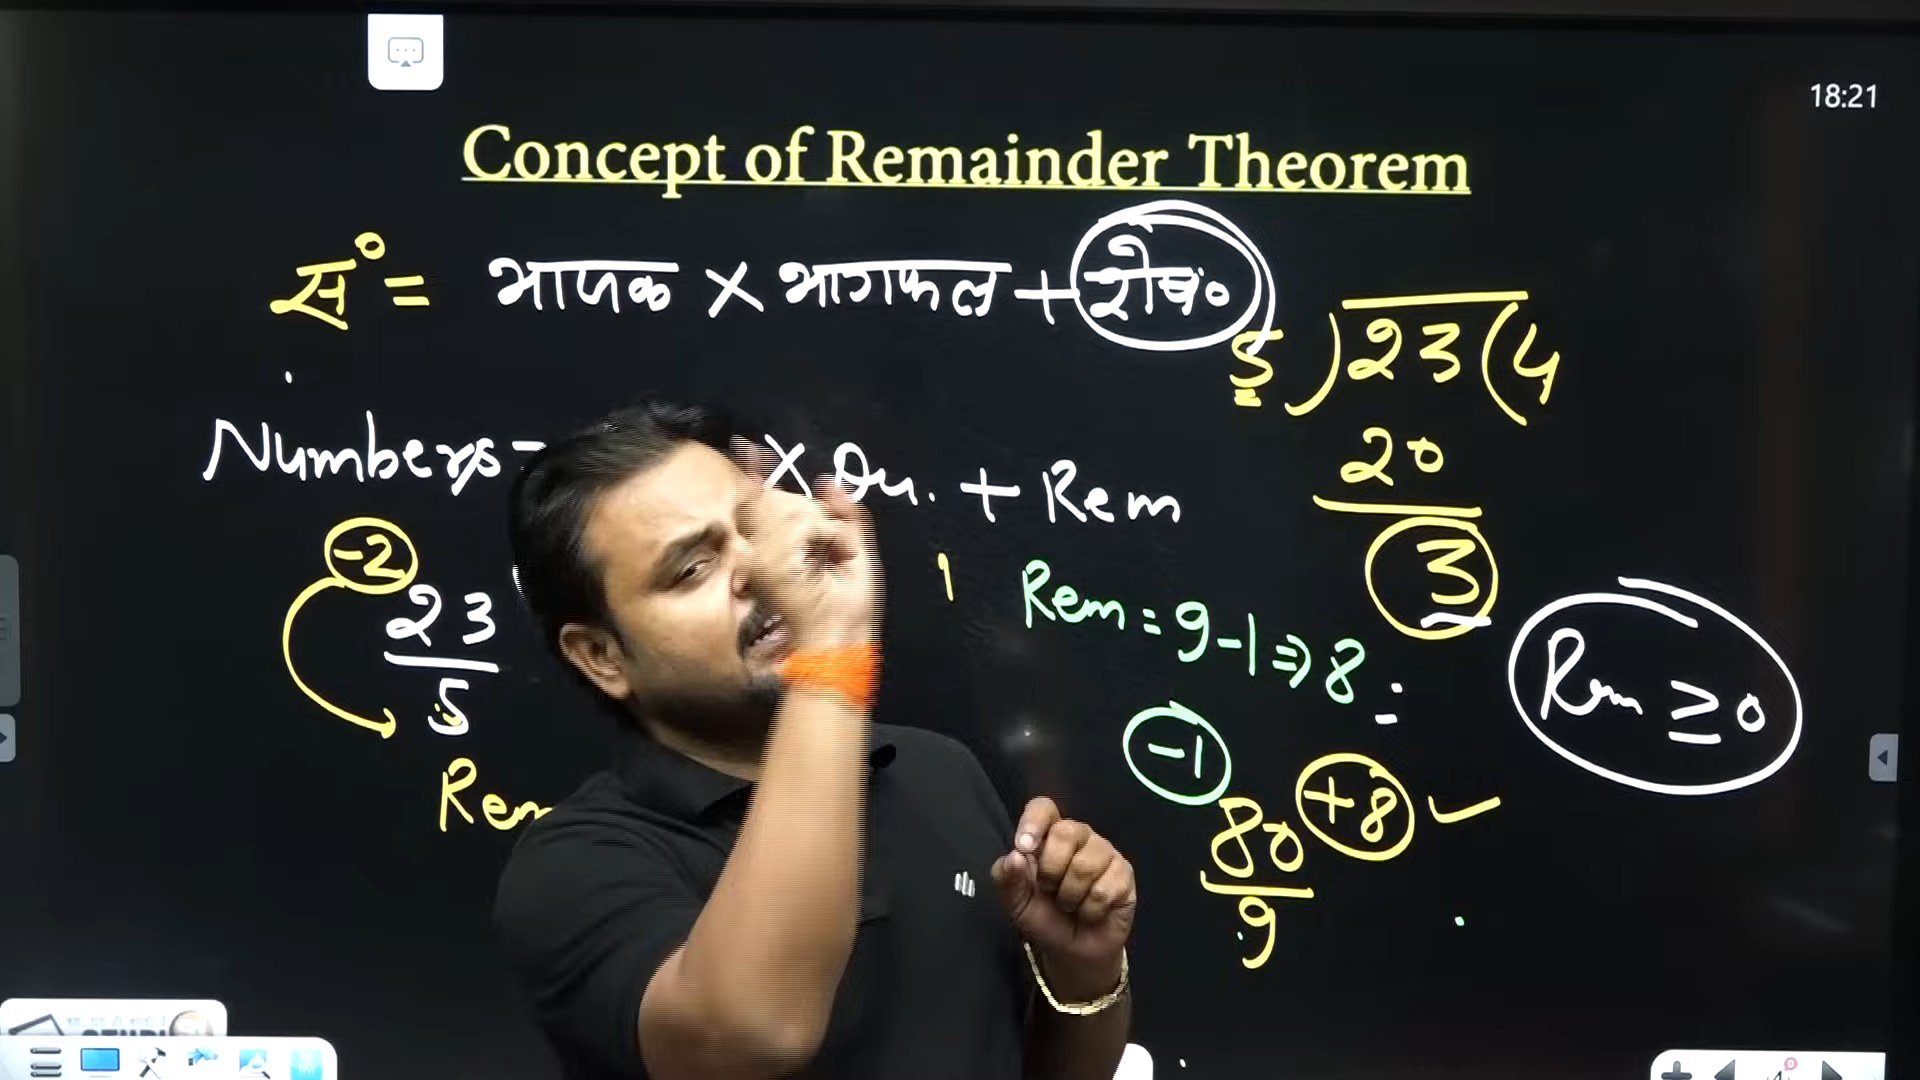 18:21
Concept of Remainder Theorem
सं० = भाजक × भागफल + शेष०
5 ) 23 ( 4
20
3
Numbers = × Qu. + Rem
-2
23
5
Rem
1
Rem = 9-1 ⇒ 8
Rem ≥ 0
-1
80 +8 ✓
9